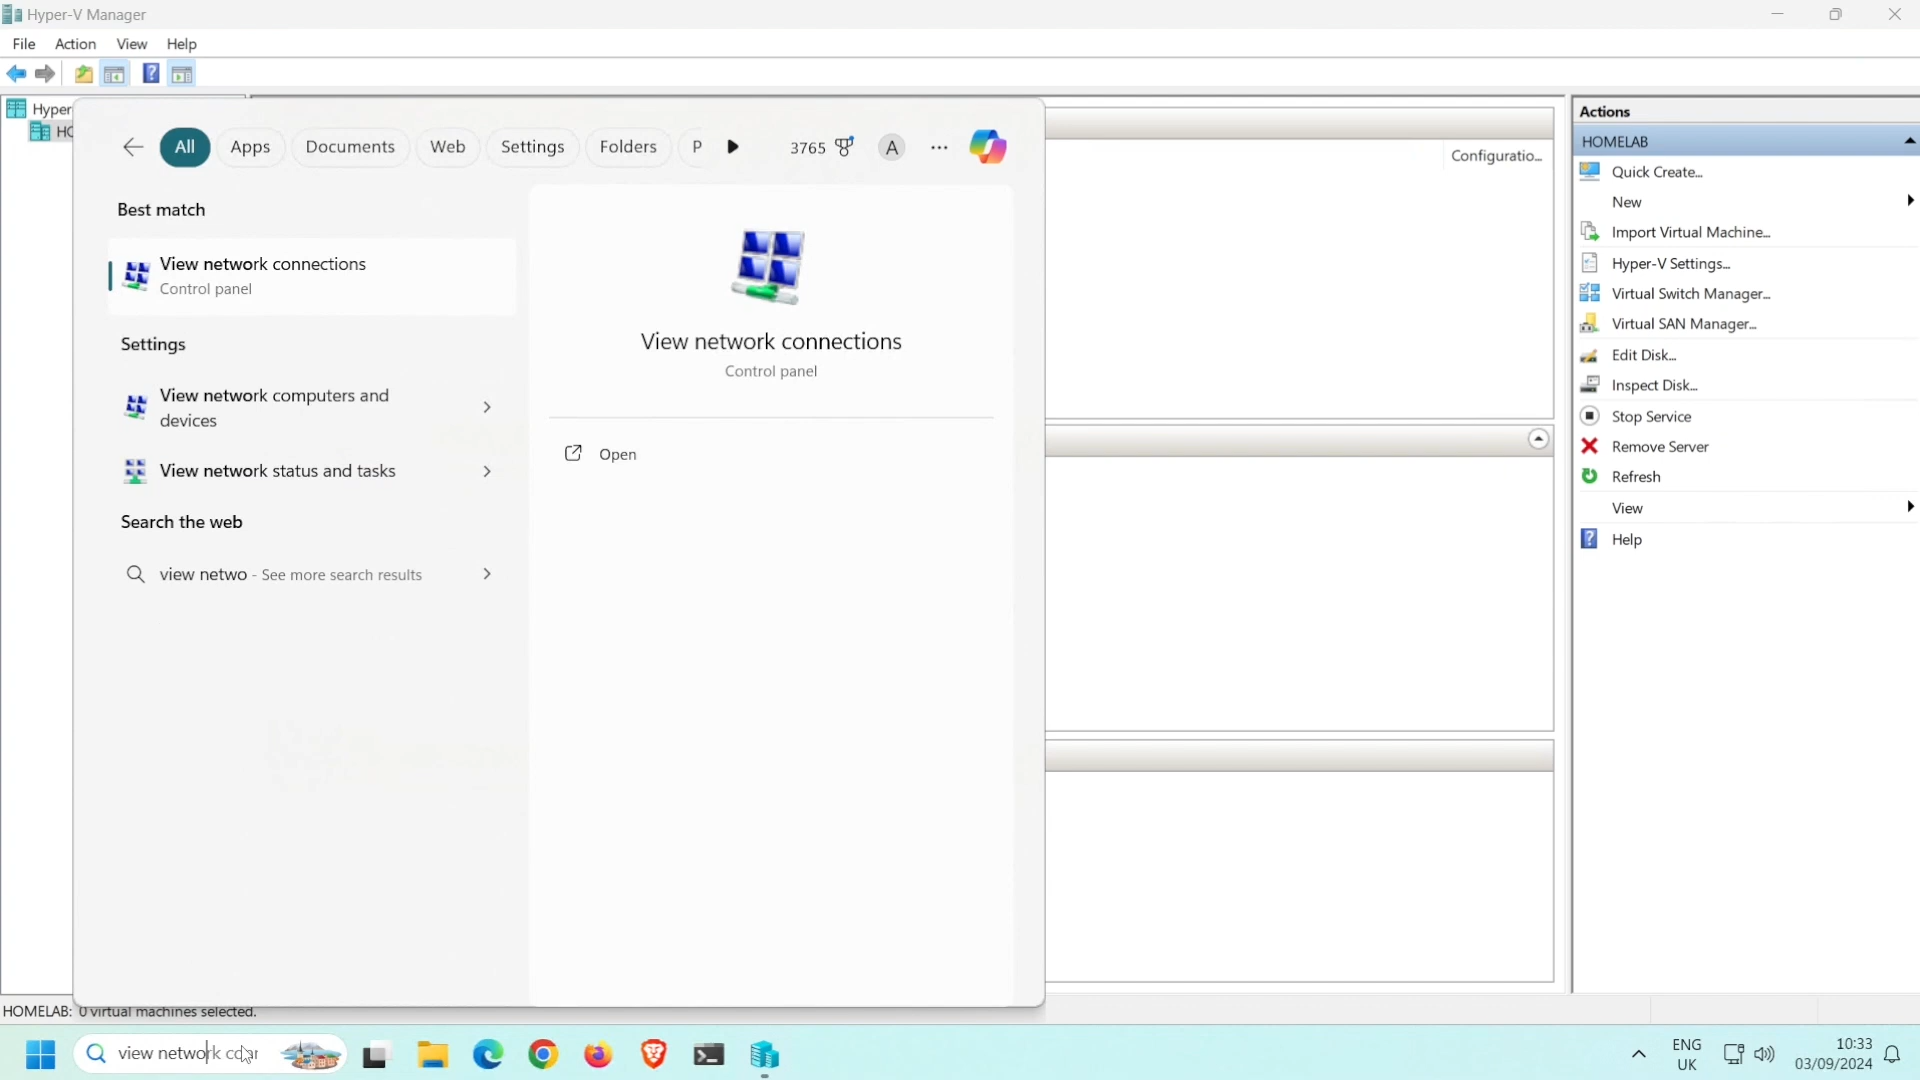 Hyper-V Manager
File Action View Help
Hyper
HO
All Apps Documents Web Settings Folders P 3765 A
Best match
View network connections
Control panel
Settings
View network computers and
devices
View network status and tasks
Search the web
view netwo - See more search results
View network connections
Control panel
Open
Configuratio...
Actions
HOMELAB
Quick Create...
New
Import Virtual Machine...
Hyper-V Settings...
Virtual Switch Manager...
Virtual SAN Manager...
Edit Disk...
Inspect Disk...
Stop Service
Remove Server
Refresh
View
Help
HOMELAB: 0 virtual machines selected.
view network
ENG
UK
10:33
03/09/2024